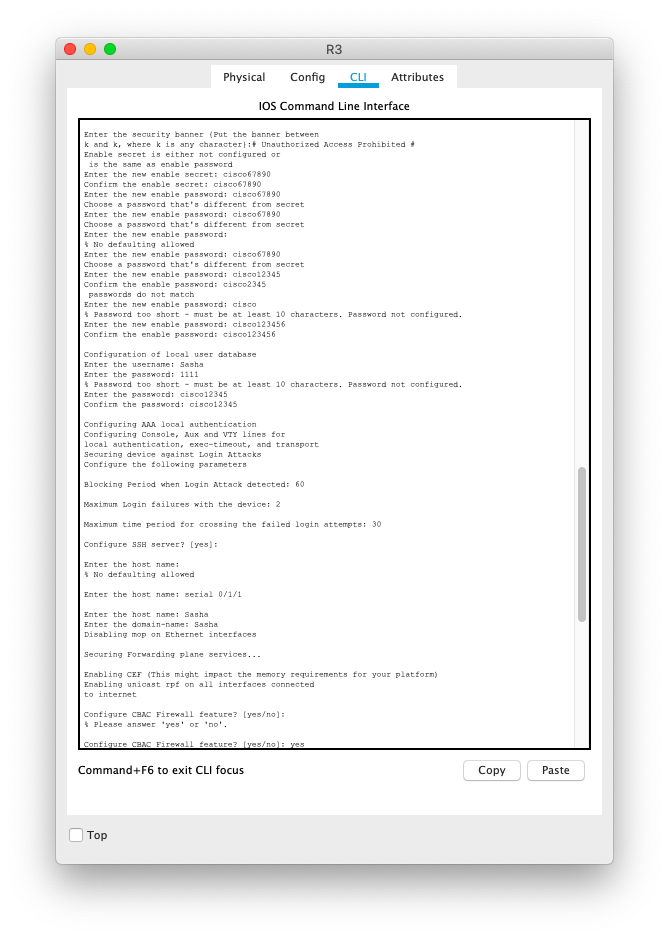 R3
Physical Config CLI Attributes
IOS Command Line Interface
Enter the security banner {Put the banner between
k and k, where k is any character}:# Unauthorized Access Prohibited #
Enable secret is either not configured or
is the same as enable password
Enter the new enable secret: cisco67890
Confirm the enable secret: cisco67890
Enter the new enable password: cisco67890
Choose a password that's different from secret
Enter the new enable password: cisco67890
Choose a password that's different from secret
Enter the new enable password:
% No defaulting allowed
Enter the new enable password: cisco67890
Choose a password that's different from secret
Enter the new enable password: cisco12345
Confirm the enable password: cisco2345
passwords do not match
Enter the new enable password: cisco
% Password too short - must be at least 10 characters. Password not configured.
Enter the new enable password: cisco123456
Confirm the enable password: cisco123456
Configuration of local user database
Enter the username: Sasha
Enter the password: 1111
% Password too short - must be at least 10 characters. Password not configured.
Enter the password: cisco12345
Confirm the password: cisco12345
Configuring AAA local authentication
Configuring Console, Aux and VTY lines for
local authentication, exec-timeout, and transport
Securing device against Login Attacks
Configure the following parameters
Blocking Period when Login Attack detected: 60
Maximum Login failures with the device: 2
Maximum time period for crossing the failed login attempts: 30
Configure SSH server? [yes]:
Enter the host name:
% No defaulting allowed
Enter the host name: serial 0/1/1
Enter the host name: Sasha
Enter the domain-name: Sasha
Disabling mop on Ethernet interfaces
Securing Forwarding plane services...
Enabling CEF (This might impact the memory requirements for your platform)
Enabling unicast rpf on all interfaces connected
to internet
Configure CBAC Firewall feature? [yes/no]:
% Please answer 'yes' or 'no'.
Configure CBAC Firewall feature? [yes/no]: yes
Command+F6 to exit CLI focus
Copy Paste
Top